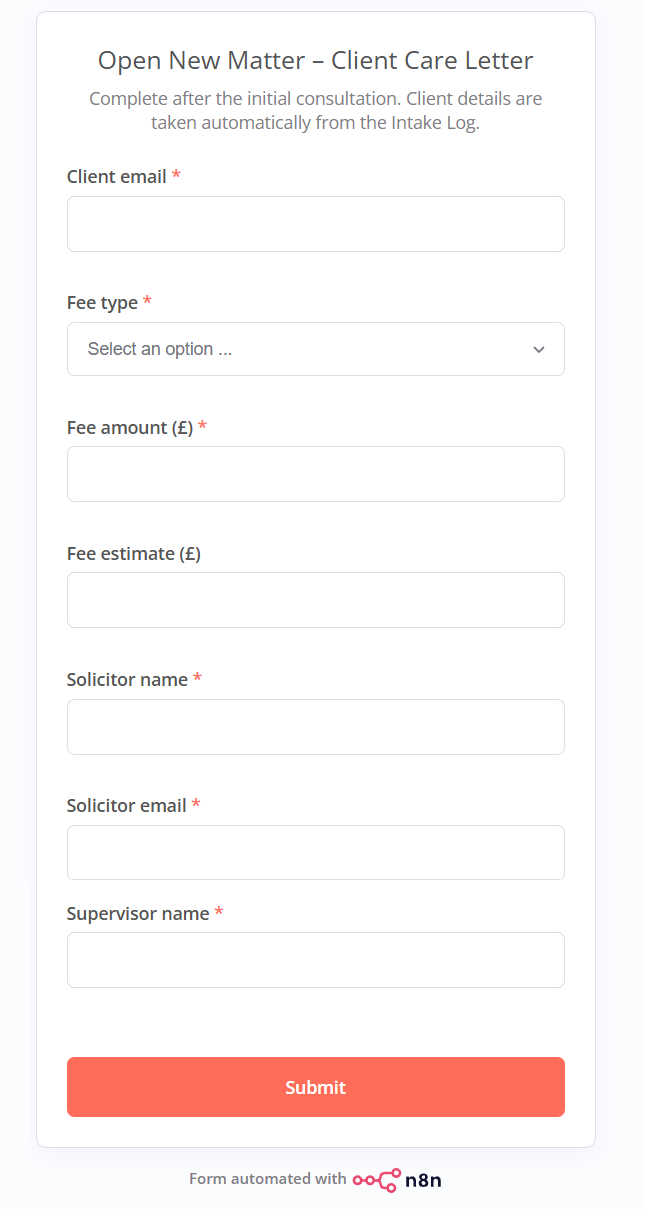 Open New Matter – Client Care Letter
Complete after the initial consultation. Client details are
taken automatically from the Intake Log.
Client email *
Fee type *
Select an option ...
Fee amount (£) *
Fee estimate (£)
Solicitor name *
Solicitor email *
Supervisor name *
Submit
Form automated with n8n